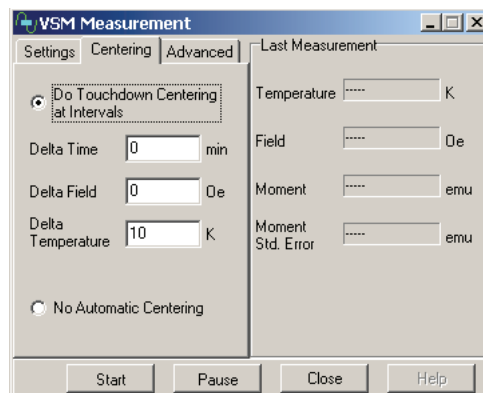 VSM Measurement
Settings Centering Advanced
Do Touchdown Centering
at Intervals
Delta Time 0 min
Delta Field 0 Oe
Delta
Temperature 10 K
No Automatic Centering
Last Measurement
Temperature ----- K
Field ----- Oe
Moment ----- emu
Moment
Std. Error ----- emu
Start Pause Close Help